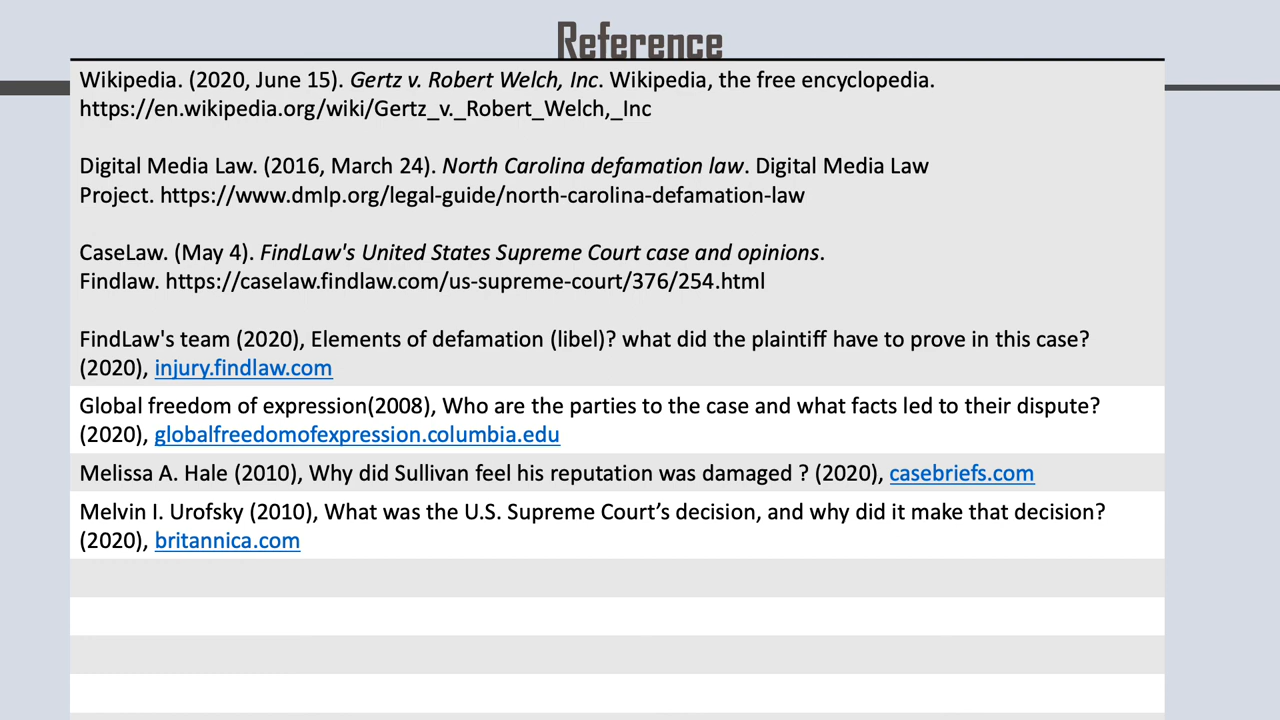 Reference
Wikipedia. (2020, June 15). Gertz v. Robert Welch, Inc. Wikipedia, the free encyclopedia.
https://en.wikipedia.org/wiki/Gertz_v._Robert_Welch,_Inc
Digital Media Law. (2016, March 24). North Carolina defamation law. Digital Media Law
Project. https://www.dmlp.org/legal-guide/north-carolina-defamation-law
CaseLaw. (May 4). FindLaw's United States Supreme Court case and opinions.
Findlaw. https://caselaw.findlaw.com/us-supreme-court/376/254.html
FindLaw's team (2020), Elements of defamation (libel)? what did the plaintiff have to prove in this case?
(2020), injury.findlaw.com
Global freedom of expression(2008), Who are the parties to the case and what facts led to their dispute?
(2020), globalfreedomofexpression.columbia.edu
Melissa A. Hale (2010), Why did Sullivan feel his reputation was damaged ? (2020), casebriefs.com
Melvin I. Urofsky (2010), What was the U.S. Supreme Court’s decision, and why did it make that decision?
(2020), britannica.com